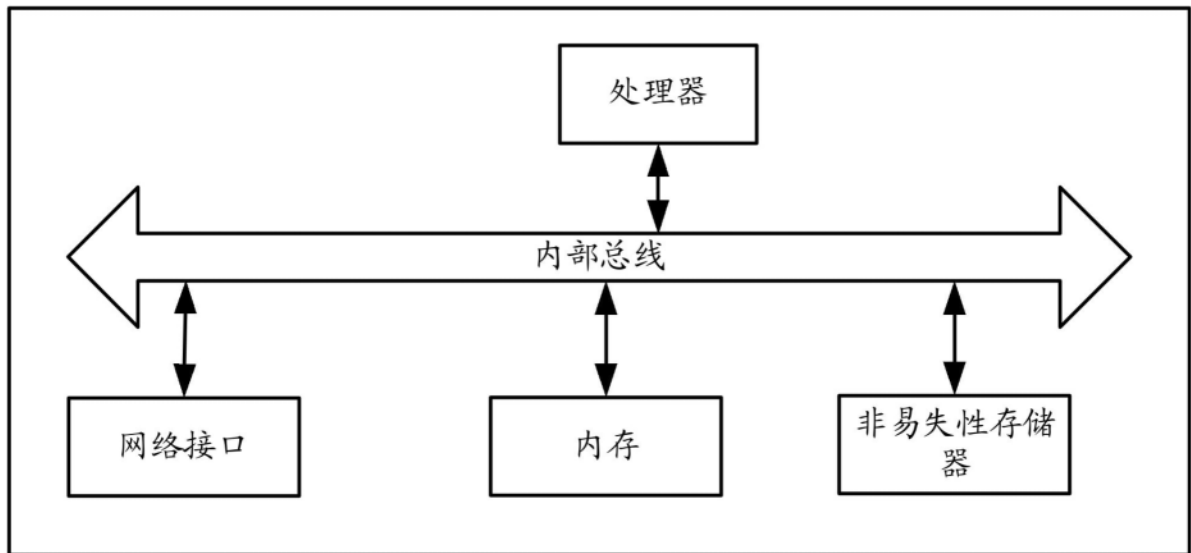 处理器
内部总线
网络接口
内存
非易失性存储
器